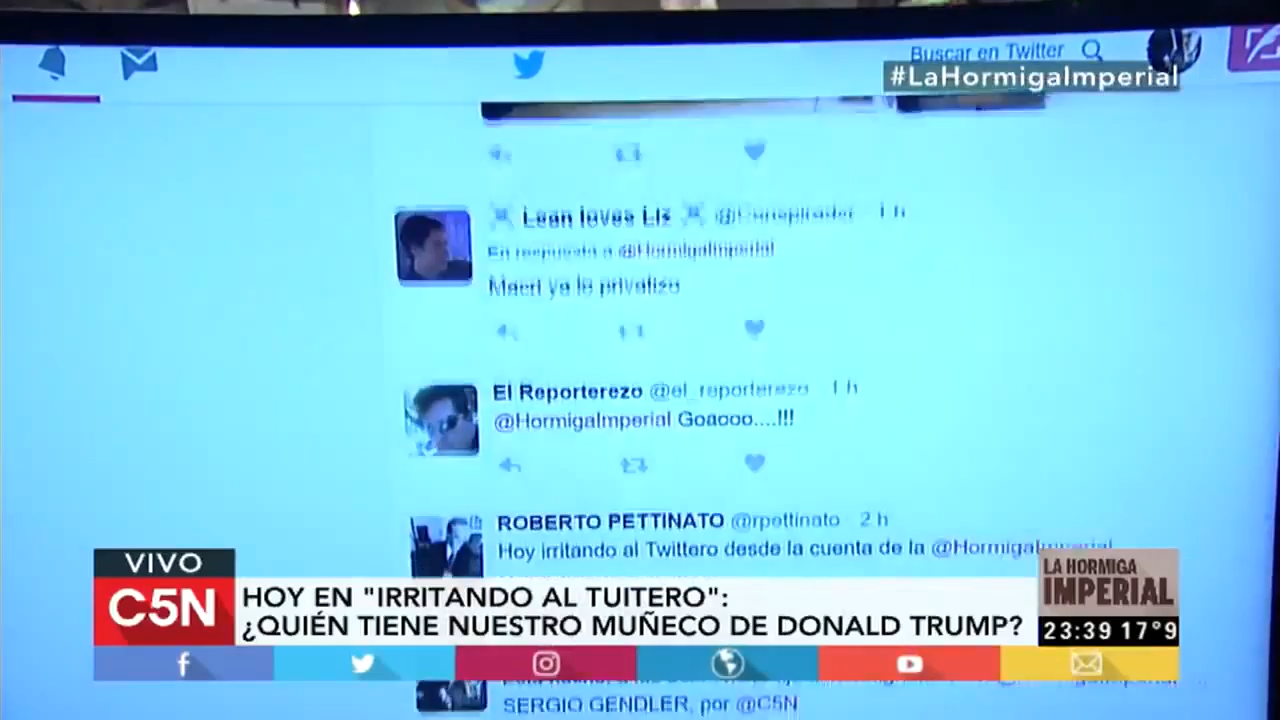 Buscar en Twitter
#LaHormigaImperial
Lean loves Liz @Conspirador 1 h
En respuesta a @HormigaImperial
Macri ya lo privatizo
El Reporterezo @el_reporterezo 1 h
@HormigaImperial Goaooo....!!!
ROBERTO PETTINATO @rpettinato 2 h
Hoy irritando al Twittero desde la cuenta de la @HormigaImperial
VIVO
C5N
HOY EN "IRRITANDO AL TUITERO":
¿QUIÉN TIENE NUESTRO MUÑECO DE DONALD TRUMP?
LA HORMIGA
IMPERIAL
23:39 17°9
SERGIO GENDLER, por @C5N